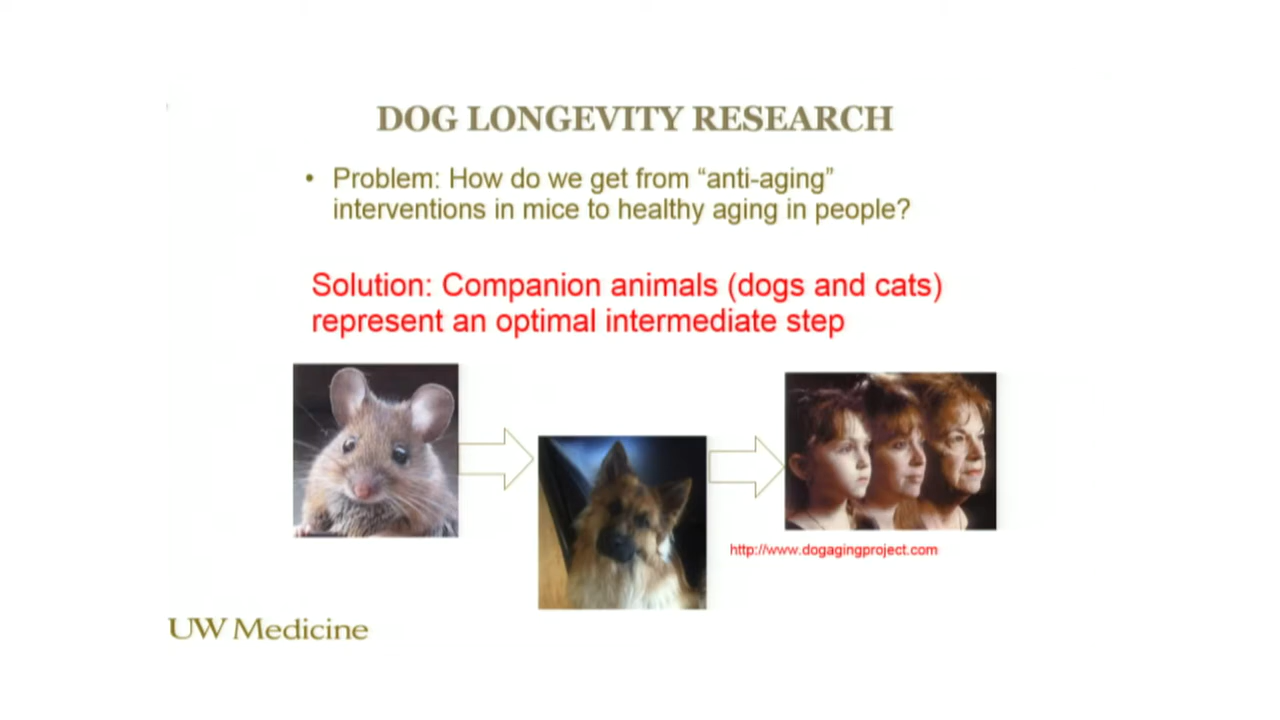 DOG LONGEVITY RESEARCH
• Problem: How do we get from “anti-aging”
interventions in mice to healthy aging in people?
Solution: Companion animals (dogs and cats)
represent an optimal intermediate step
http://www.dogagingproject.com
UW Medicine